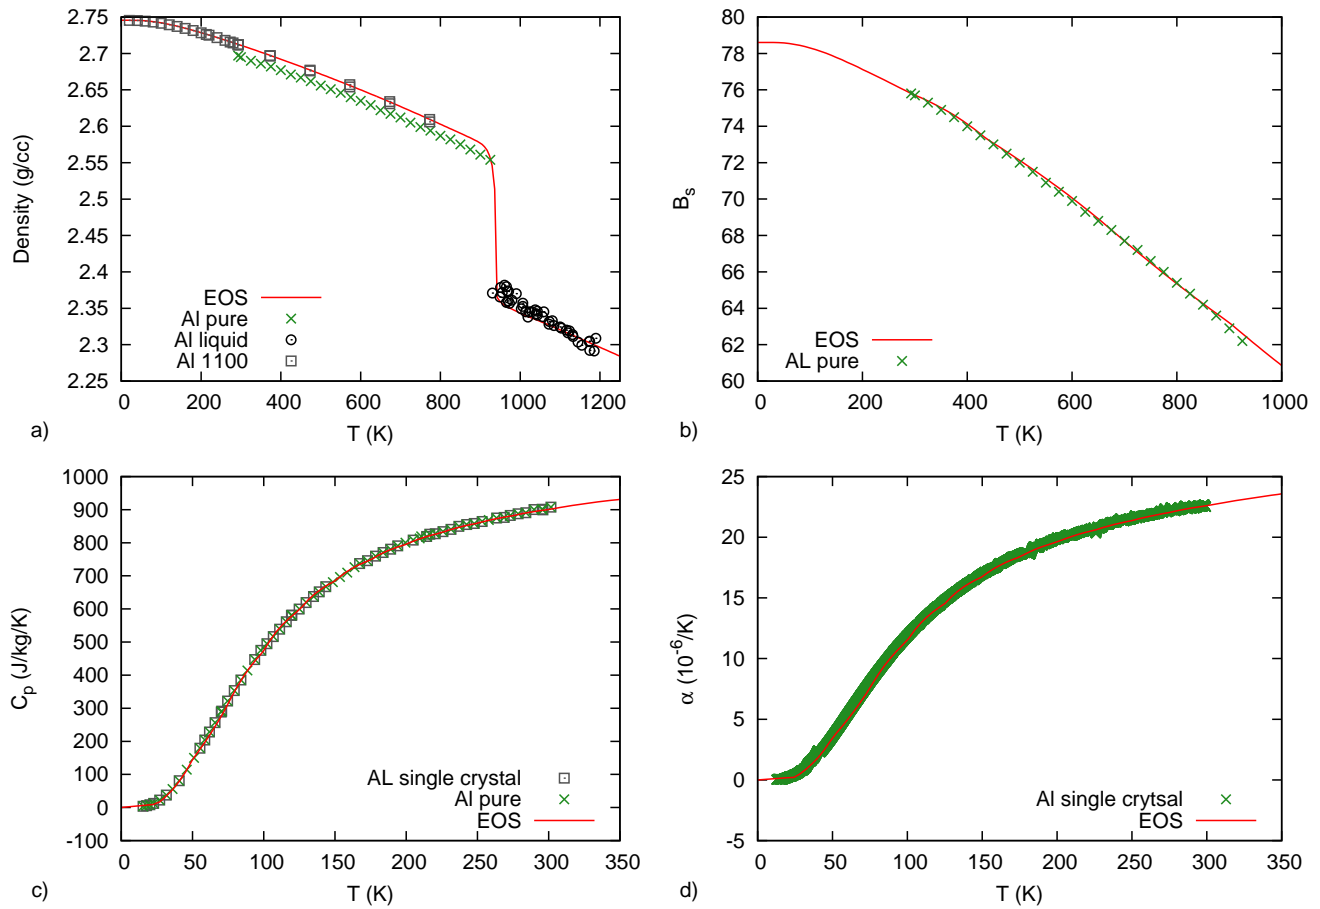 2.75
2.7
2.65
2.6
2.55
2.5
2.45
2.4
2.35
2.3
2.25
Density (g/cc)
EOS
Al pure
Al liquid
Al 1100
0 200 400 600 800 1000 1200
a)
T (K)
80
78
76
74
72
70
68
66
64
62
60
B_s
EOS
AL pure
0 200 400 600 800 1000
b)
T (K)
1000
900
800
700
600
500
400
300
200
100
0
-100
C_p (J/kg/K)
AL single crystal
Al pure
EOS
0 50 100 150 200 250 300 350
c)
T (K)
25
20
15
10
5
0
-5
α (10^-6/K)
Al single crytsal
EOS
0 50 100 150 200 250 300 350
d)
T (K)